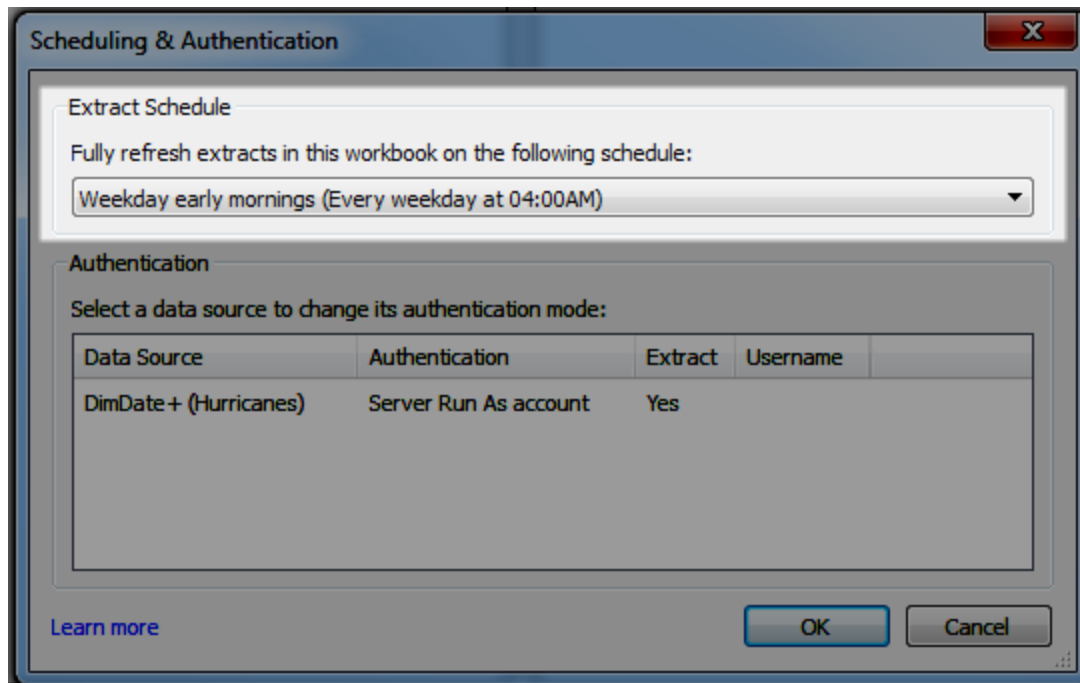 Scheduling & Authentication
Extract Schedule
Fully refresh extracts in this workbook on the following schedule:
Weekday early mornings (Every weekday at 04:00AM)
Authentication
Select a data source to change its authentication mode:
Data Source Authentication Extract Username
DimDate+ (Hurricanes) Server Run As account Yes
Learn more OK Cancel